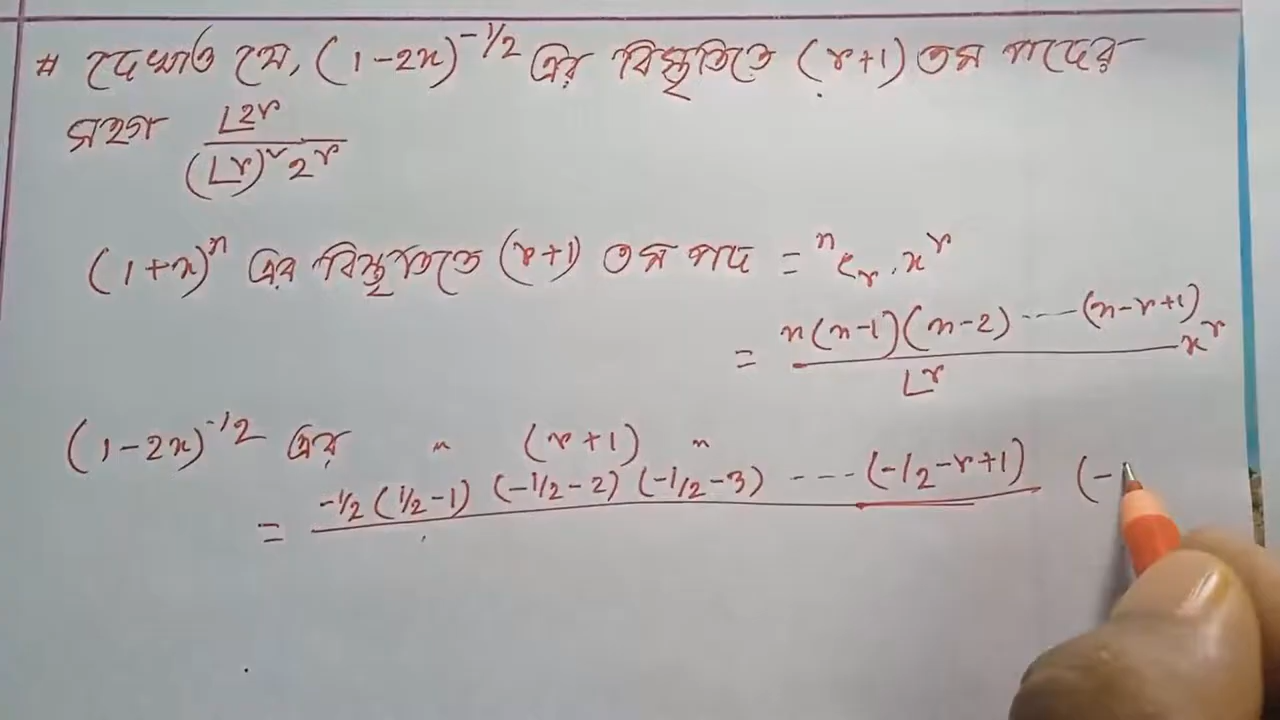 # দেখাও যে, (1-2x)^{-1/2} এর বিস্তৃতিতে (r+1) তম পদের
সহগ \frac{∟2r}{(∟r)^2 2^r}
(1+x)^n এর বিস্তৃতিতে (r+1) তম পদ = ^nC_r . x^r
= \frac{n(n-1)(n-2) ---- (n-r+1)}{∟r} x^r
(1-2x)^{-1/2} এর " (r+1) "
= \frac{-1/2 (1/2-1) (-1/2-2) (-1/2-3) ---- (-1/2-r+1)}{} (-